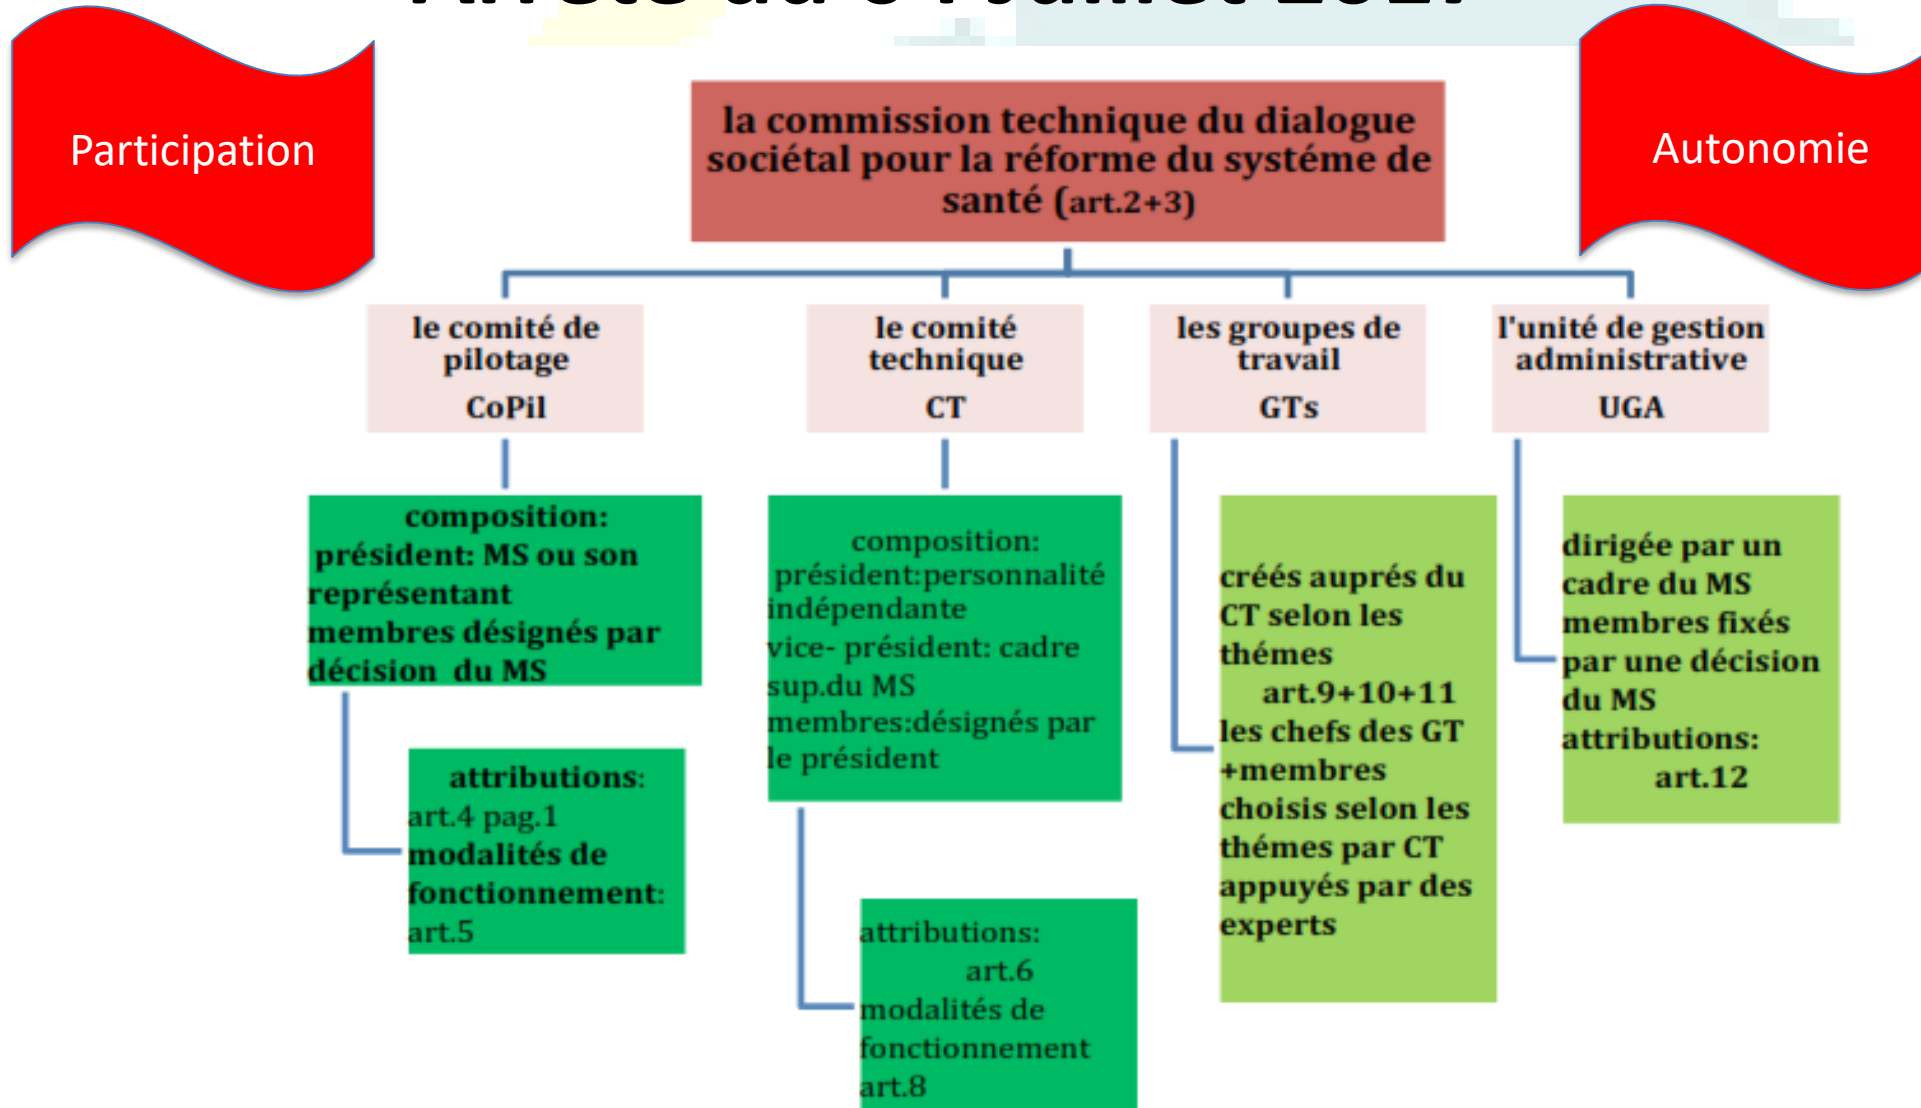 Participation
Autonomie
la commission technique du dialogue
sociétal pour la réforme du systéme de
santé (art.2+3)
le comité de
pilotage
CoPil
le comité
technique
CT
les groupes de
travail
GTs
l'unité de gestion
administrative
UGA
composition:
président: MS ou son
représentant
membres désignés par
décision du MS
attributions:
art.4 pag.1
modalités de
fonctionnement:
art.5
composition:
président:personnalité
indépendante
vice- président: cadre
sup.du MS
membres:désignés par
le président
attributions:
art.6
modalités de
fonctionnement
art.8
créés auprés du
CT selon les
thémes
art.9+10+11
les chefs des GT
+membres
choisis selon les
thémes par CT
appuyés par des
experts
dirigée par un
cadre du MS
membres fixés
par une décision
du MS
attributions:
art.12